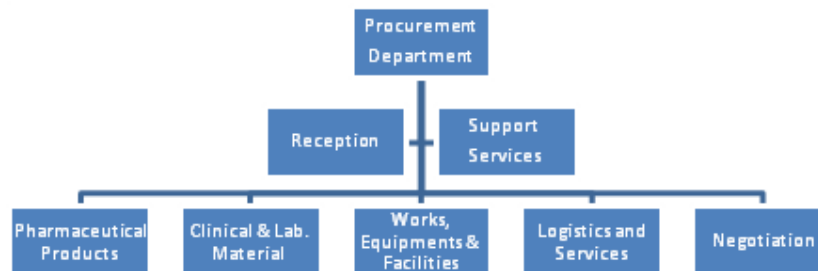 Procurement
Department
Reception
Support
Services
Pharmaceutical
Products
Clinical & Lab.
Material
Works,
Equipments &
Facilities
Logistics and
Services
Negotiation